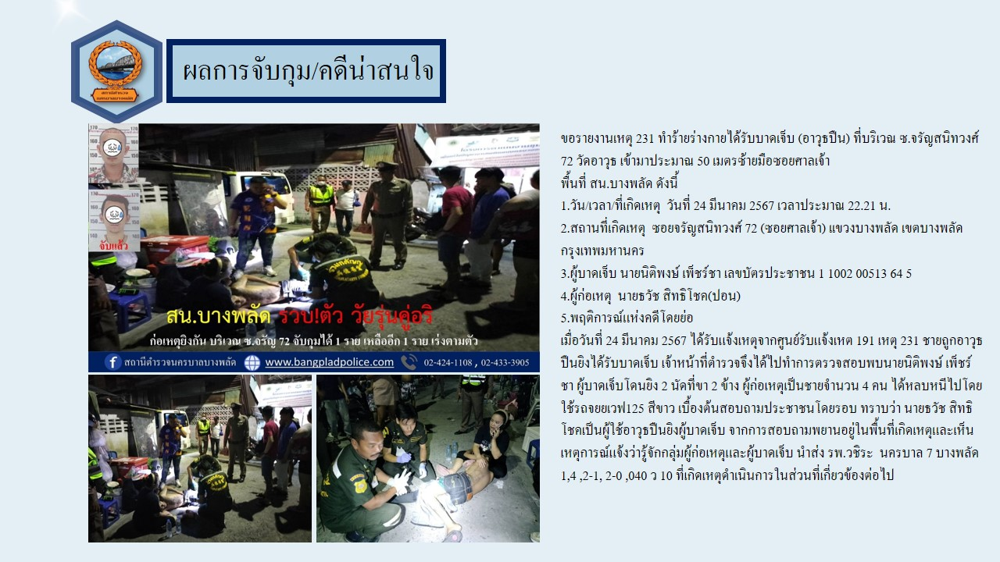 ผลการจับกุม/คดีน่าสนใจ
สถานีตำรวจ
นครบาลบางพลัด
170 170
160 160
150 150
170 170
160 160
150 150
140 140
จับแล้ว
สน.บางพลัด รวบ!ตัว วัยรุ่นคู่อริ
ก่อเหตุยิงกัน บริเวณ ซ.จรัญ 72 จับกุมได้ 1 ราย เหลืออีก 1 ราย เร่งตามตัว
สถานีตำรวจนครบาลบางพลัด www.bangpladpolice.com 02-424-1108 , 02-433-3905
ขอรายงานเหตุ 231 ทำร้ายร่างกายได้รับบาดเจ็บ (อาวุธปืน) ที่บริเวณ ซ.จรัญสนิทวงศ์
72 วัดอาวุธ เข้ามาประมาณ 50 เมตรซ้ายมือซอยศาลเจ้า
พื้นที่ สน.บางพลัด ดังนี้
1.วัน/เวลา/ที่เกิดเหตุ วันที่ 24 มีนาคม 2567 เวลาประมาณ 22.21 น.
2.สถานที่เกิดเหตุ ซอยจรัญสนิทวงศ์ 72 (ซอยศาลเจ้า) แขวงบางพลัด เขตบางพลัด
กรุงเทพมหานคร
3.ผู้บาดเจ็บ นายนิติพงษ์ เพ็ชร์ชา เลขบัตรประชาชน 1 1002 00513 64 5
4.ผู้ก่อเหตุ นายธวัช สิทธิโชค(ปอน)
5.พฤติการณ์แห่งคดีโดยย่อ
เมื่อวันที่ 24 มีนาคม 2567 ได้รับแจ้งเหตุจากศูนย์รับแจ้งเหต 191 เหตุ 231 ชายถูกอาวุธ
ปืนยิงได้รับบาดเจ็บ เจ้าหน้าที่ตำรวจจึงได้ไปทำการตรวจสอบพบนายนิติพงษ์ เพ็ชร์
ชา ผู้บาดเจ็บโดนยิง 2 นัดที่ขา 2 ข้าง ผู้ก่อเหตุเป็นชายจำนวน 1 คน ได้หลบหนีไปโดย
ใช้รถจยยเวฟ125 สีขาว เบื้องต้นสอบถามประชาชนโดยรอบ ทราบว่า นายธวัช สิทธิ
โชคเป็นผู้ใช้อาวุธปืนยิงผู้บาดเจ็บ จากการสอบถามพยานอยู่ในพื้นที่เกิดเหตุและเห็น
เหตุการณ์แจ้งว่ารู้จักกลุ่มผู้ก่อเหตุและผู้บาดเจ็บ นำส่ง รพ.วชิระ นครบาล 7 บางพลัด
1,4 ,2-1, 2-0 ,040 ว 10 ที่เกิดเหตุดำเนินการในส่วนที่เกี่ยวข้องต่อไป